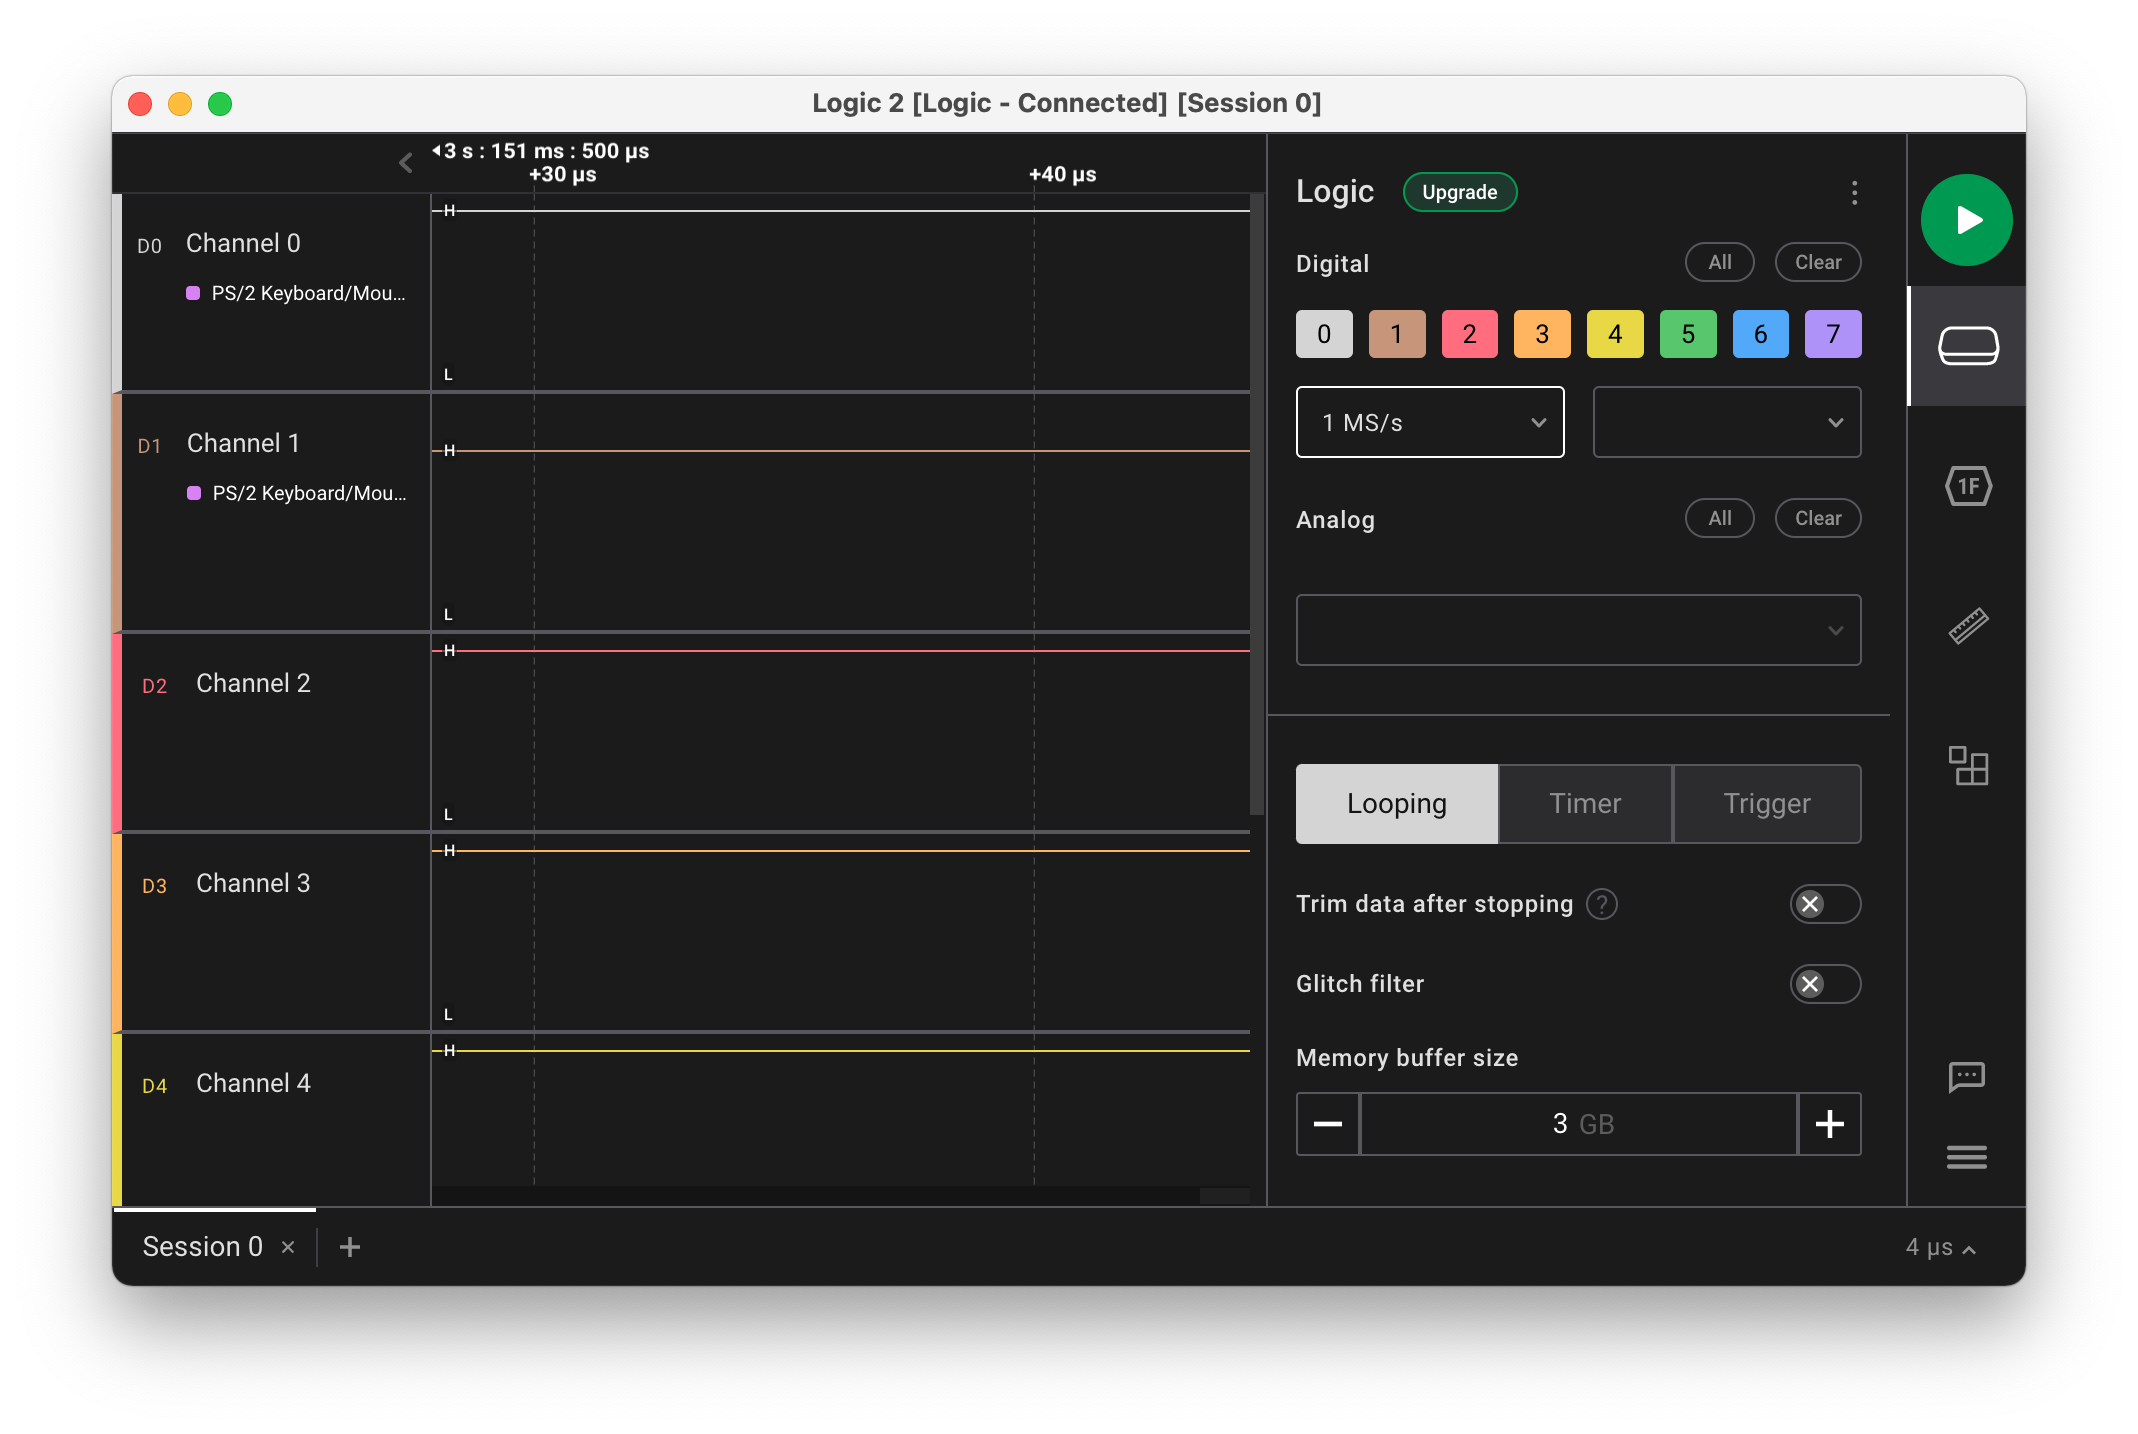 Logic 2 [Logic - Connected] [Session 0]
3 s : 151 ms : 500 µs
+30 µs
+40 µs
D0 Channel 0
PS/2 Keyboard/Mou...
H
L
D1 Channel 1
PS/2 Keyboard/Mou...
H
L
D2 Channel 2
H
L
D3 Channel 3
H
L
D4 Channel 4
H
Logic Upgrade
Digital All Clear
0 1 2 3 4 5 6 7
1 MS/s
Analog All Clear
Looping Timer Trigger
Trim data after stopping ?
Glitch filter
Memory buffer size
3 GB
1F
Session 0
4 µs